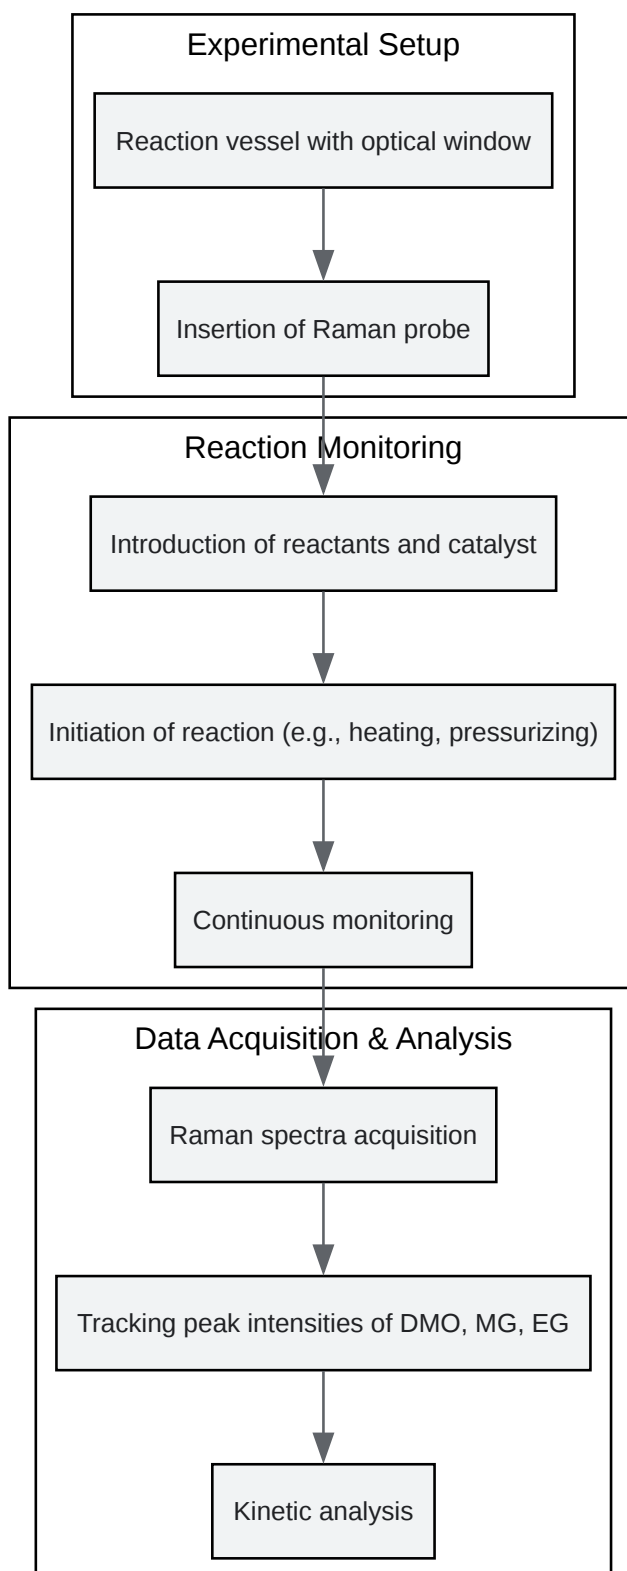 Experimental Setup
Reaction vessel with optical window
Insertion of Raman probe
Reaction Monitoring
Introduction of reactants and catalyst
Initiation of reaction (e.g., heating, pressurizing)
Continuous monitoring
Data Acquisition & Analysis
Raman spectra acquisition
Tracking peak intensities of DMO, MG, EG
Kinetic analysis